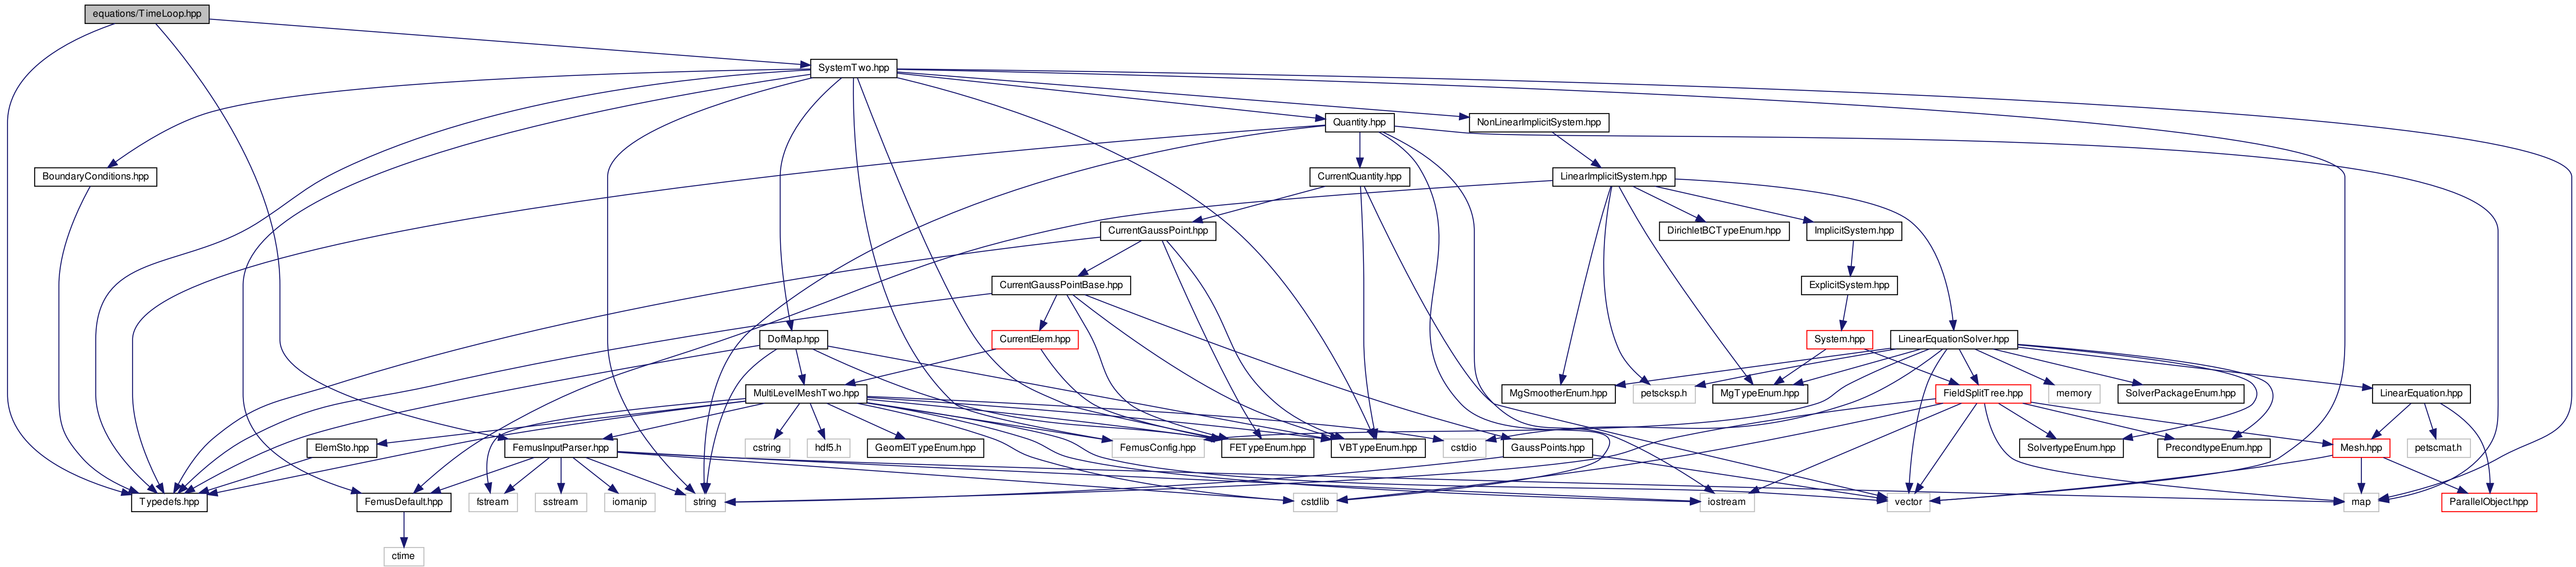 equations/TimeLoop.hpp
SystemTwo.hpp
Quantity.hpp
NonLinearImplicitSystem.hpp
BoundaryConditions.hpp
CurrentQuantity.hpp
LinearImplicitSystem.hpp
CurrentGaussPoint.hpp
DirichletBCTypeEnum.hpp
ImplicitSystem.hpp
CurrentGaussPointBase.hpp
ExplicitSystem.hpp
DofMap.hpp
CurrentElem.hpp
System.hpp
LinearEquationSolver.hpp
MultiLevelMeshTwo.hpp
MgSmootherEnum.hpp
petscksp.h
MgTypeEnum.hpp
FieldSplitTree.hpp
memory
SolverPackageEnum.hpp
LinearEquation.hpp
ElemSto.hpp
FemusInputParser.hpp
cstring
hdf5.h
GeomElTypeEnum.hpp
FemusConfig.hpp
FETypeEnum.hpp
VBTypeEnum.hpp
cstdio
GaussPoints.hpp
SolvertypeEnum.hpp
PrecondtypeEnum.hpp
Mesh.hpp
petscmat.h
Typedefs.hpp
FemusDefault.hpp
fstream
sstream
iomanip
string
cstdlib
iostream
vector
map
ParallelObject.hpp
ctime